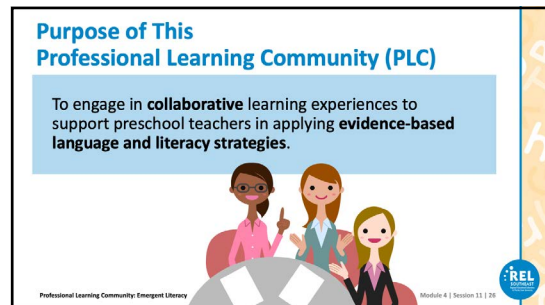 Purpose of This
Professional Learning Community (PLC)
To engage in collaborative learning experiences to
support preschool teachers in applying evidence-based
language and literacy strategies.
Professional Learning Community: Emergent Literacy
Module 4 | Session 11 | 26
REL
SOUTHEAST